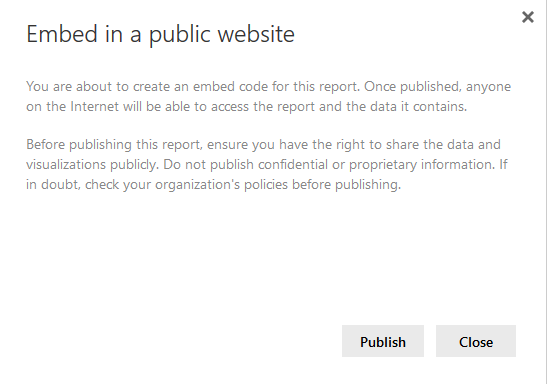 Embed in a public website
You are about to create an embed code for this report. Once published, anyone
on the Internet will be able to access the report and the data it contains.
Before publishing this report, ensure you have the right to share the data and
visualizations publicly. Do not publish confidential or proprietary information. If
in doubt, check your organization's policies before publishing.
Publish Close